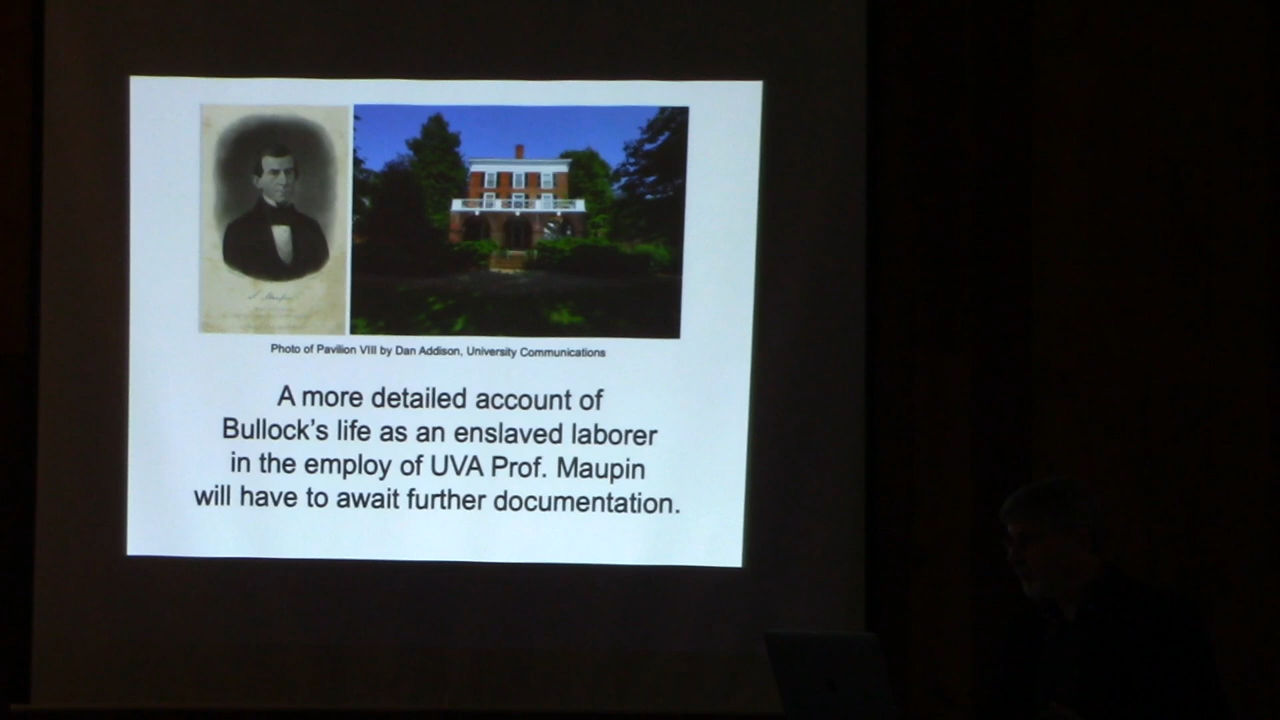 Photo of Pavilion VIII by Dan Addison, University Communications
A more detailed account of
Bullock's life as an enslaved laborer
in the employ of UVA Prof. Maupin
will have to await further documentation.